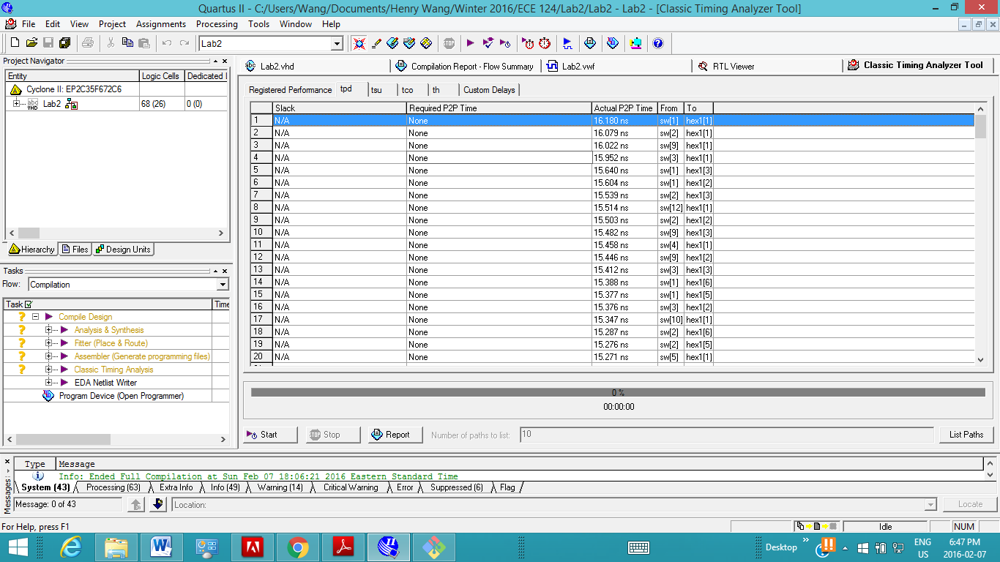 Quartus II - C:/Users/Wang/Documents/Henry Wang/Winter 2016/ECE 124/Lab2/Lab2 - Lab2 - [Classic Timing Analyzer Tool]
File Edit View Project Assignments Processing Tools Window Help
Lab2
Project Navigator
Entity Logic Cells Dedicated
Cyclone II: EP2C35F672C6
Lab2 68 (26) 0 (0)
Hierarchy Files Design Units
Tasks
Flow: Compilation
Task Time
Compile Design
Analysis & Synthesis
Fitter (Place & Route)
Assembler (Generate programming files)
Classic Timing Analysis
EDA Netlist Writer
Program Device (Open Programmer)
Lab2.vhd Compilation Report - Flow Summary Lab2.vwf RTL Viewer Classic Timing Analyzer Tool
Registered Performance tpd tsu tco th Custom Delays
Slack Required P2P Time Actual P2P Time From To
1 N/A None 16.180 ns sw[1] hex1[1]
2 N/A None 16.079 ns sw[2] hex1[1]
3 N/A None 16.022 ns sw[9] hex1[1]
4 N/A None 15.952 ns sw[3] hex1[1]
5 N/A None 15.640 ns sw[1] hex1[3]
6 N/A None 15.604 ns sw[1] hex1[2]
7 N/A None 15.539 ns sw[2] hex1[3]
8 N/A None 15.514 ns sw[12] hex1[1]
9 N/A None 15.503 ns sw[2] hex1[2]
10 N/A None 15.482 ns sw[9] hex1[3]
11 N/A None 15.458 ns sw[4] hex1[1]
12 N/A None 15.446 ns sw[9] hex1[2]
13 N/A None 15.412 ns sw[3] hex1[3]
14 N/A None 15.388 ns sw[1] hex1[6]
15 N/A None 15.377 ns sw[1] hex1[5]
16 N/A None 15.376 ns sw[3] hex1[2]
17 N/A None 15.347 ns sw[10] hex1[1]
18 N/A None 15.287 ns sw[2] hex1[6]
19 N/A None 15.276 ns sw[2] hex1[5]
20 N/A None 15.271 ns sw[5] hex1[1]
0 %
00:00:00
Start Stop Report Number of paths to list: 10 List Paths
Messages
Type Message
Info: Ended Full Compilation at Sun Feb 07 18:06:21 2016 Eastern Standard Time
System (43) Processing (63) Extra Info Info (49) Warning (14) Critical Warning Error Suppressed (6) Flag
Message: 0 of 43 Location: Locate
For Help, press F1 Idle NUM
Desktop ENG 6:47 PM
US 2016-02-07